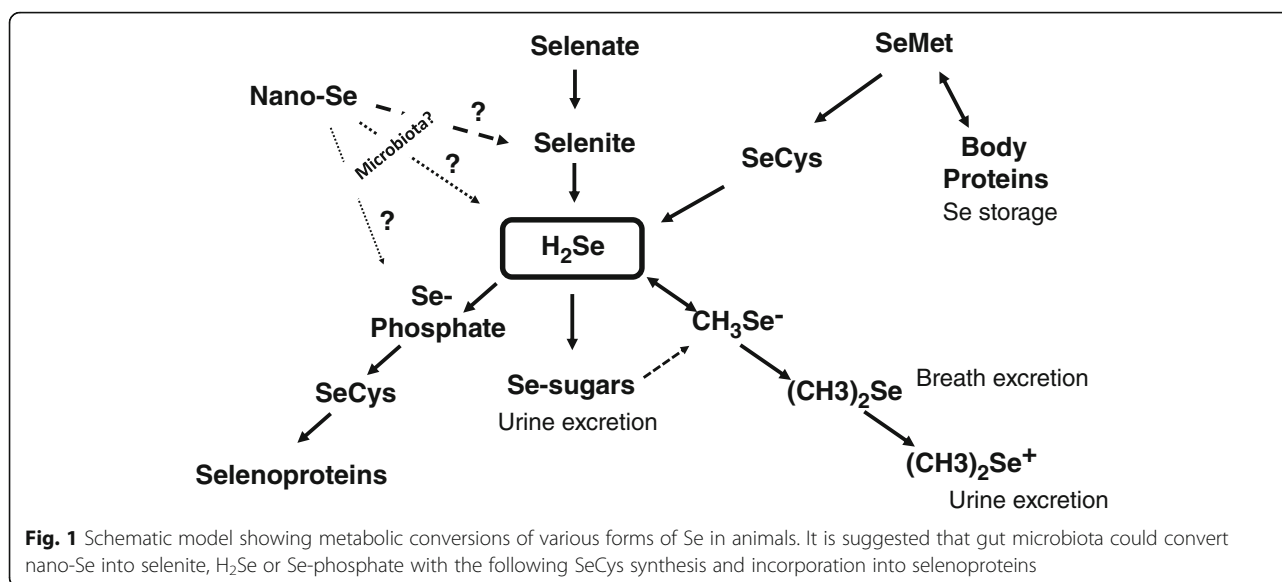 Selenate
SeMet
Nano-Se
?
Microbiota?
Selenite
?
SeCys
Body
Proteins
Se storage
?
H₂Se
Se-
Phosphate
CH₃Se⁻
SeCys
Se-sugars
Urine excretion
(CH3)₂Se
Breath excretion
Selenoproteins
(CH3)₂Se⁺
Urine excretion
Fig. 1 Schematic model showing metabolic conversions of various forms of Se in animals. It is suggested that gut microbiota could convert
nano-Se into selenite, H₂Se or Se-phosphate with the following SeCys synthesis and incorporation into selenoproteins